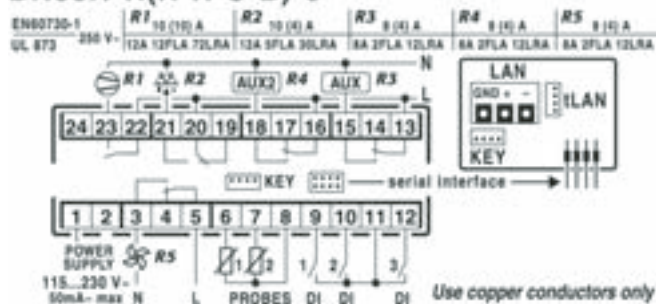 EN60730-1
UL 873
250 V~
R1 10 (10) A
12A 12FLA 72LRA
R2 10 (4) A
12A 5FLA 30LRA
R3 8 (4) A
8A 2FLA 12LRA
R4 8 (4) A
8A 2FLA 12LRA
R5 8 (4) A
8A 2FLA 12LRA
N
R1 R2 AUX2 R4 AUX R3
L
24 23 22 21 20 19 18 17 16 15 14 13
LAN
GND + -
tLAN
KEY
KEY serial interface
1 2 3 4 5 6 7 8 9 10 11 12
POWER SUPPLY
R5
1 2 1 2 3
115...230 V~
50mA~ max N L PROBES DI DI DI
Use copper conductors only